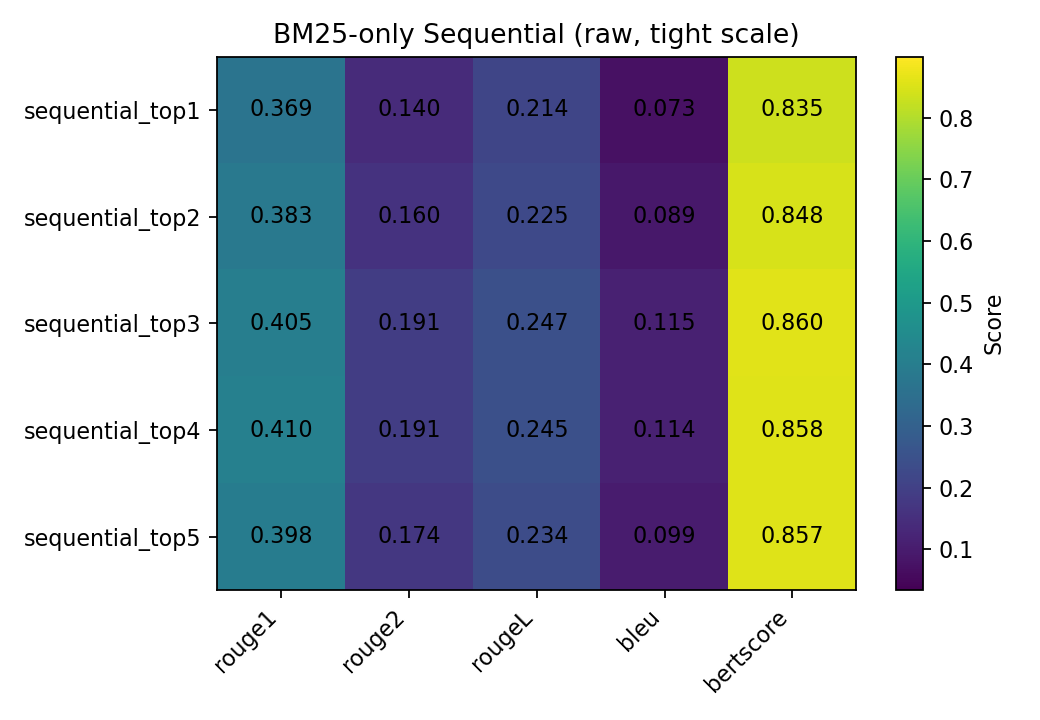 BM25-only Sequential (raw, tight scale)
sequential_top1 0.369 0.140 0.214 0.073 0.835
sequential_top2 0.383 0.160 0.225 0.089 0.848
sequential_top3 0.405 0.191 0.247 0.115 0.860
sequential_top4 0.410 0.191 0.245 0.114 0.858
sequential_top5 0.398 0.174 0.234 0.099 0.857
rouge1 rouge2 rougeL bleu bertscore
0.8
0.7
0.6
0.5
0.4
0.3
0.2
0.1
Score